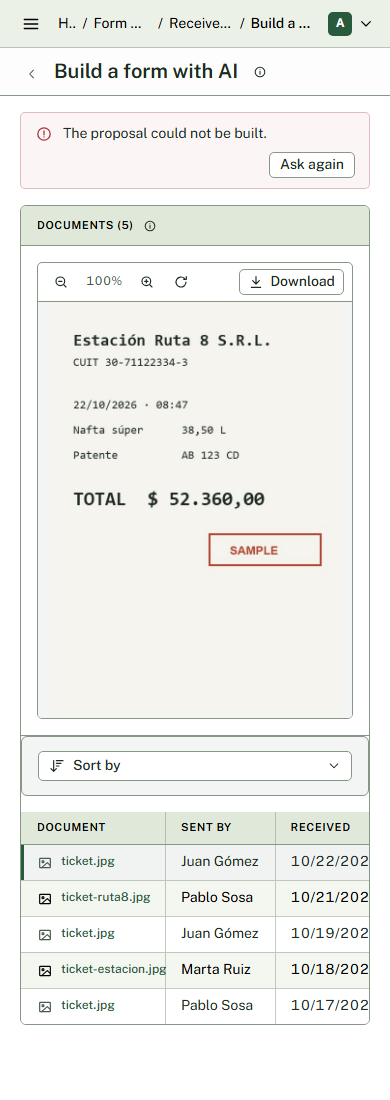 H.. / Form ... / Receive... / Build a ... A
Build a form with AI
The proposal could not be built.
Ask again
DOCUMENTS (5)
100% Download
Estación Ruta 8 S.R.L.
CUIT 30-71122334-3
22/10/2026 · 08:47
Nafta súper 38,50 L
Patente AB 123 CD
TOTAL $ 52.360,00
SAMPLE
Sort by
DOCUMENT SENT BY RECEIVED
ticket.jpg Juan Gómez 10/22/202
ticket-ruta8.jpg Pablo Sosa 10/21/202
ticket.jpg Juan Gómez 10/19/202
ticket-estacion.jpg Marta Ruiz 10/18/202
ticket.jpg Pablo Sosa 10/17/202